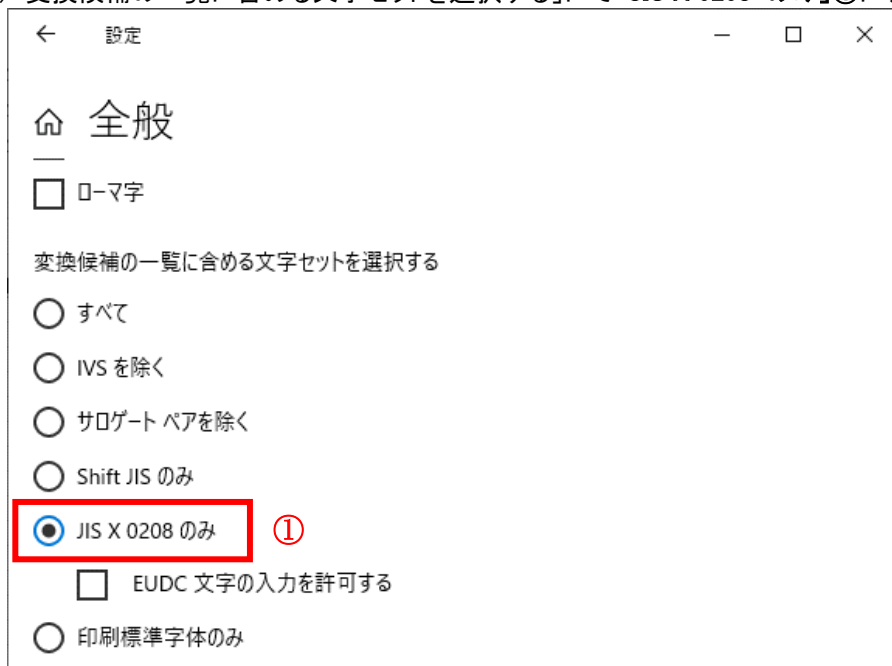 ← 設定
全般
ローマ字
変換候補の一覧に含める文字セットを選択する
すべて
IVS を除く
サロゲート ペアを除く
Shift JIS のみ
JIS X 0208 のみ ①
EUDC 文字の入力を許可する
印刷標準字体のみ